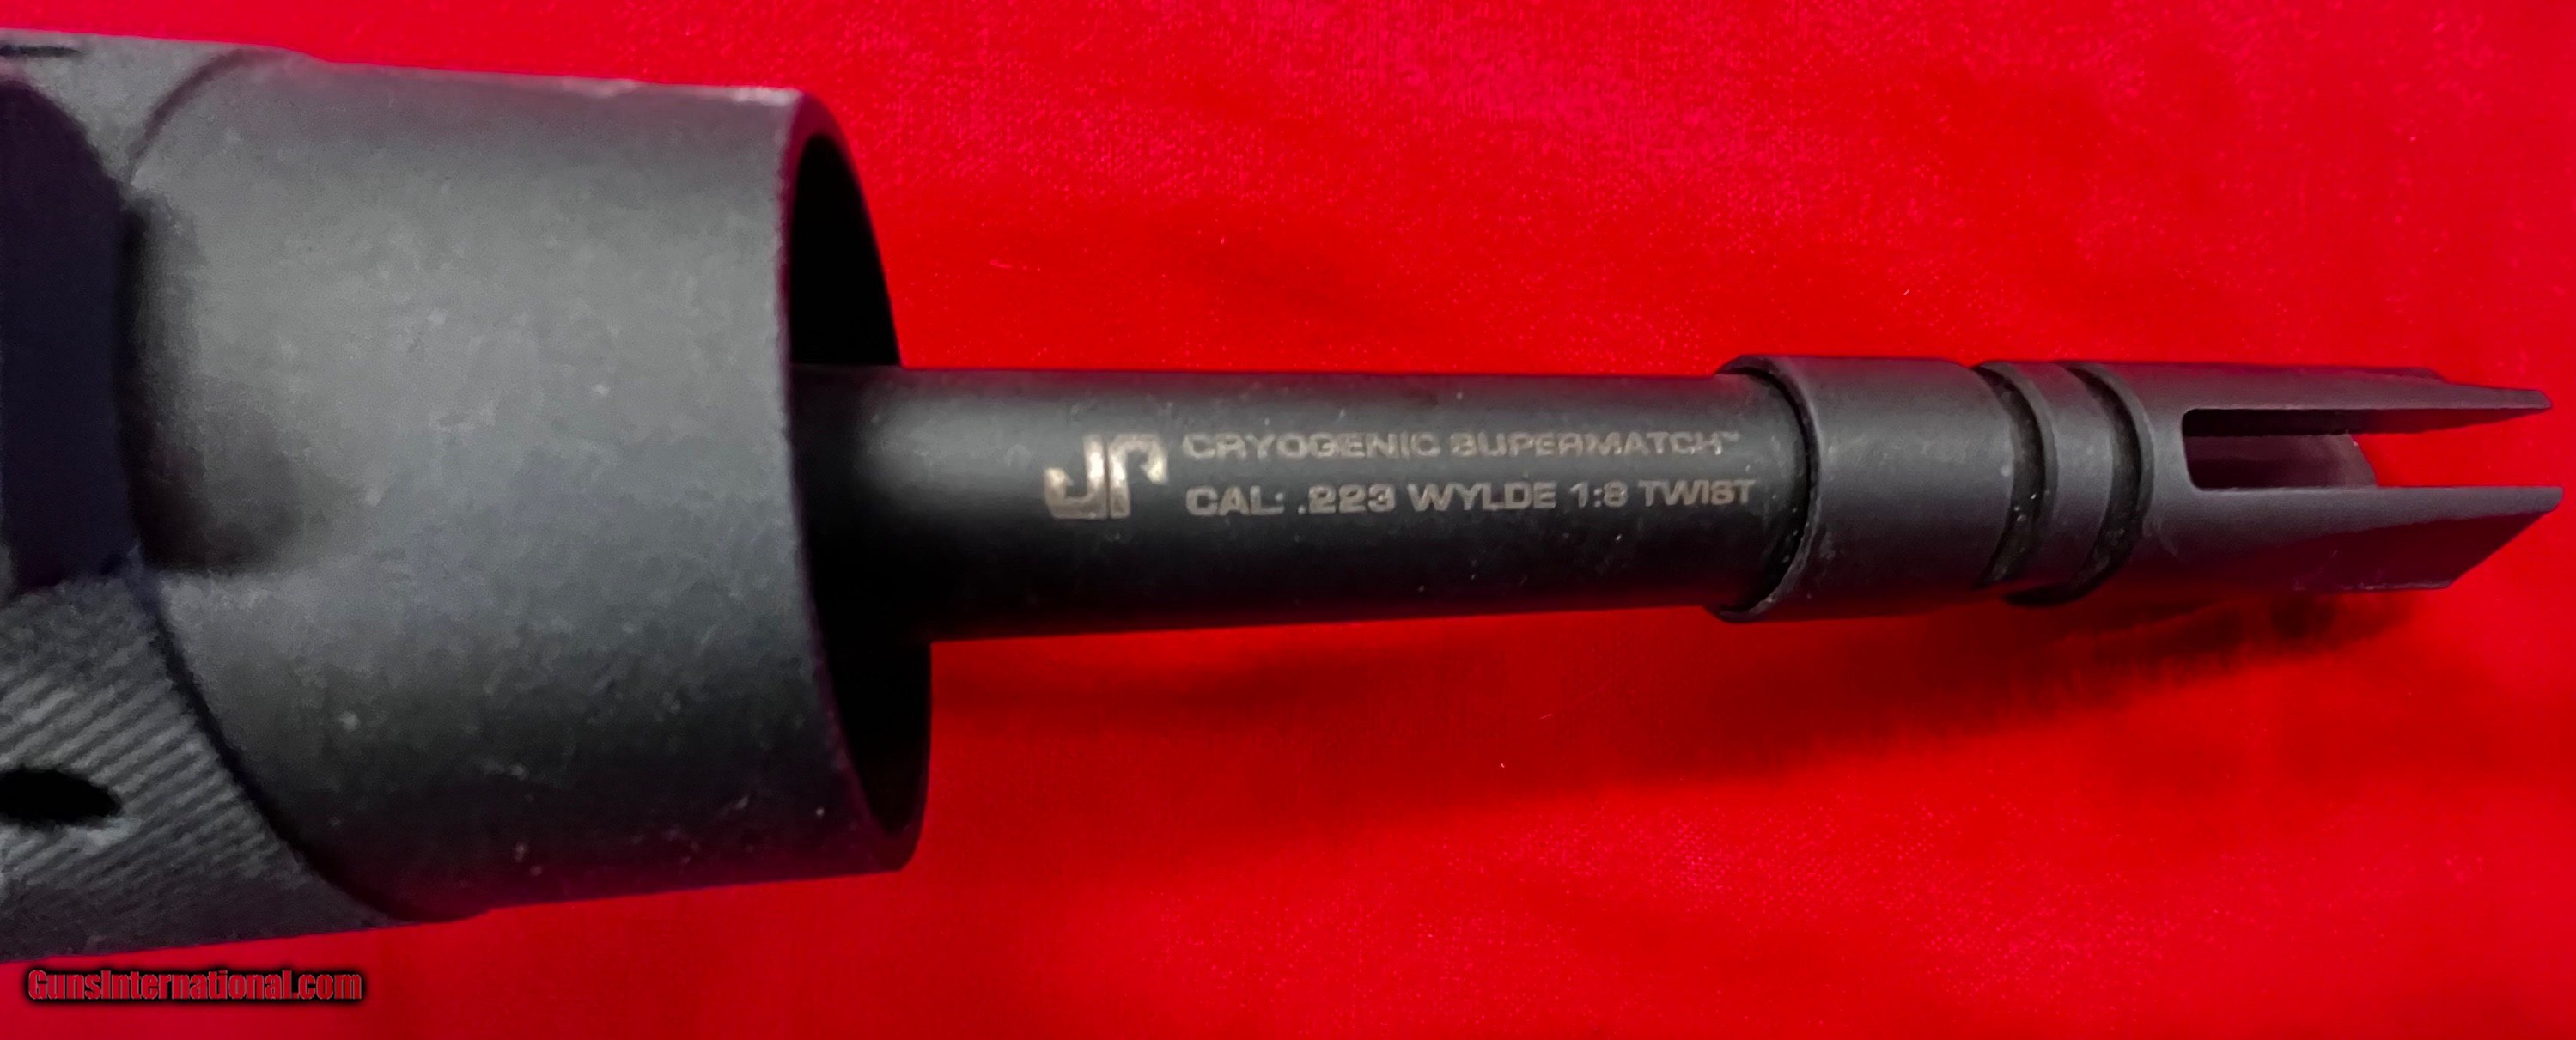 JP CRYOGENIC SUPERMATCH™
CAL: .223 WYLDE 1:8 TWIST
GunsInternational.com